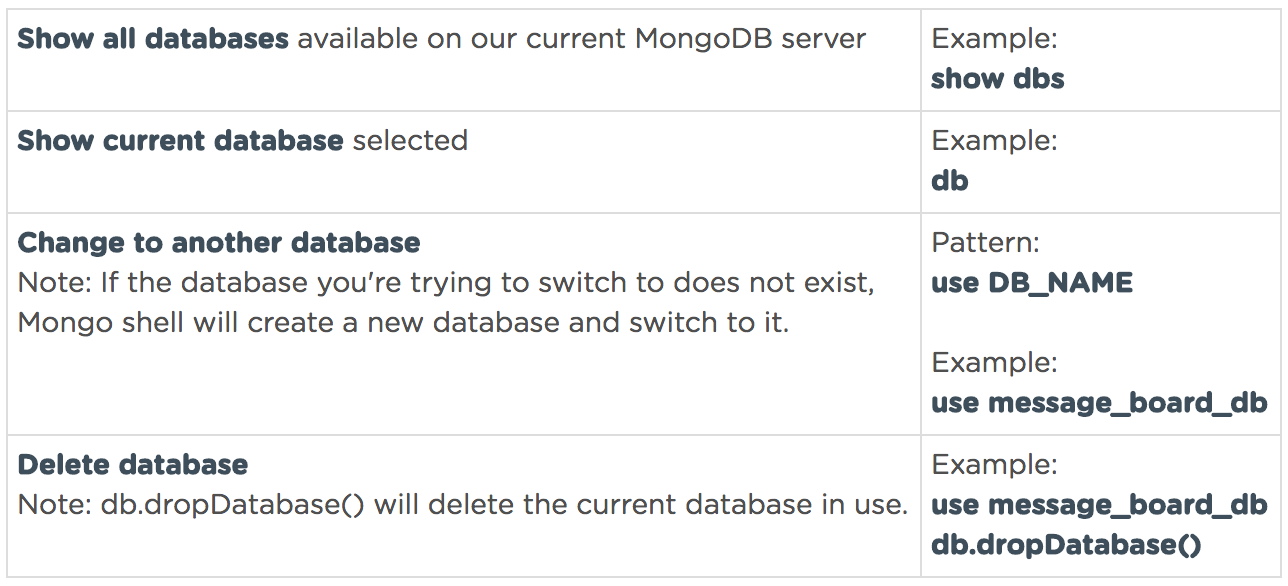 Show all databases available on our current MongoDB server
Example:
show dbs
Show current database selected
Example:
db
Change to another database
Note: If the database you're trying to switch to does not exist,
Mongo shell will create a new database and switch to it.
Pattern:
use DB_NAME
Example:
use message_board_db
Delete database
Note: db.dropDatabase() will delete the current database in use.
Example:
use message_board_db
db.dropDatabase()